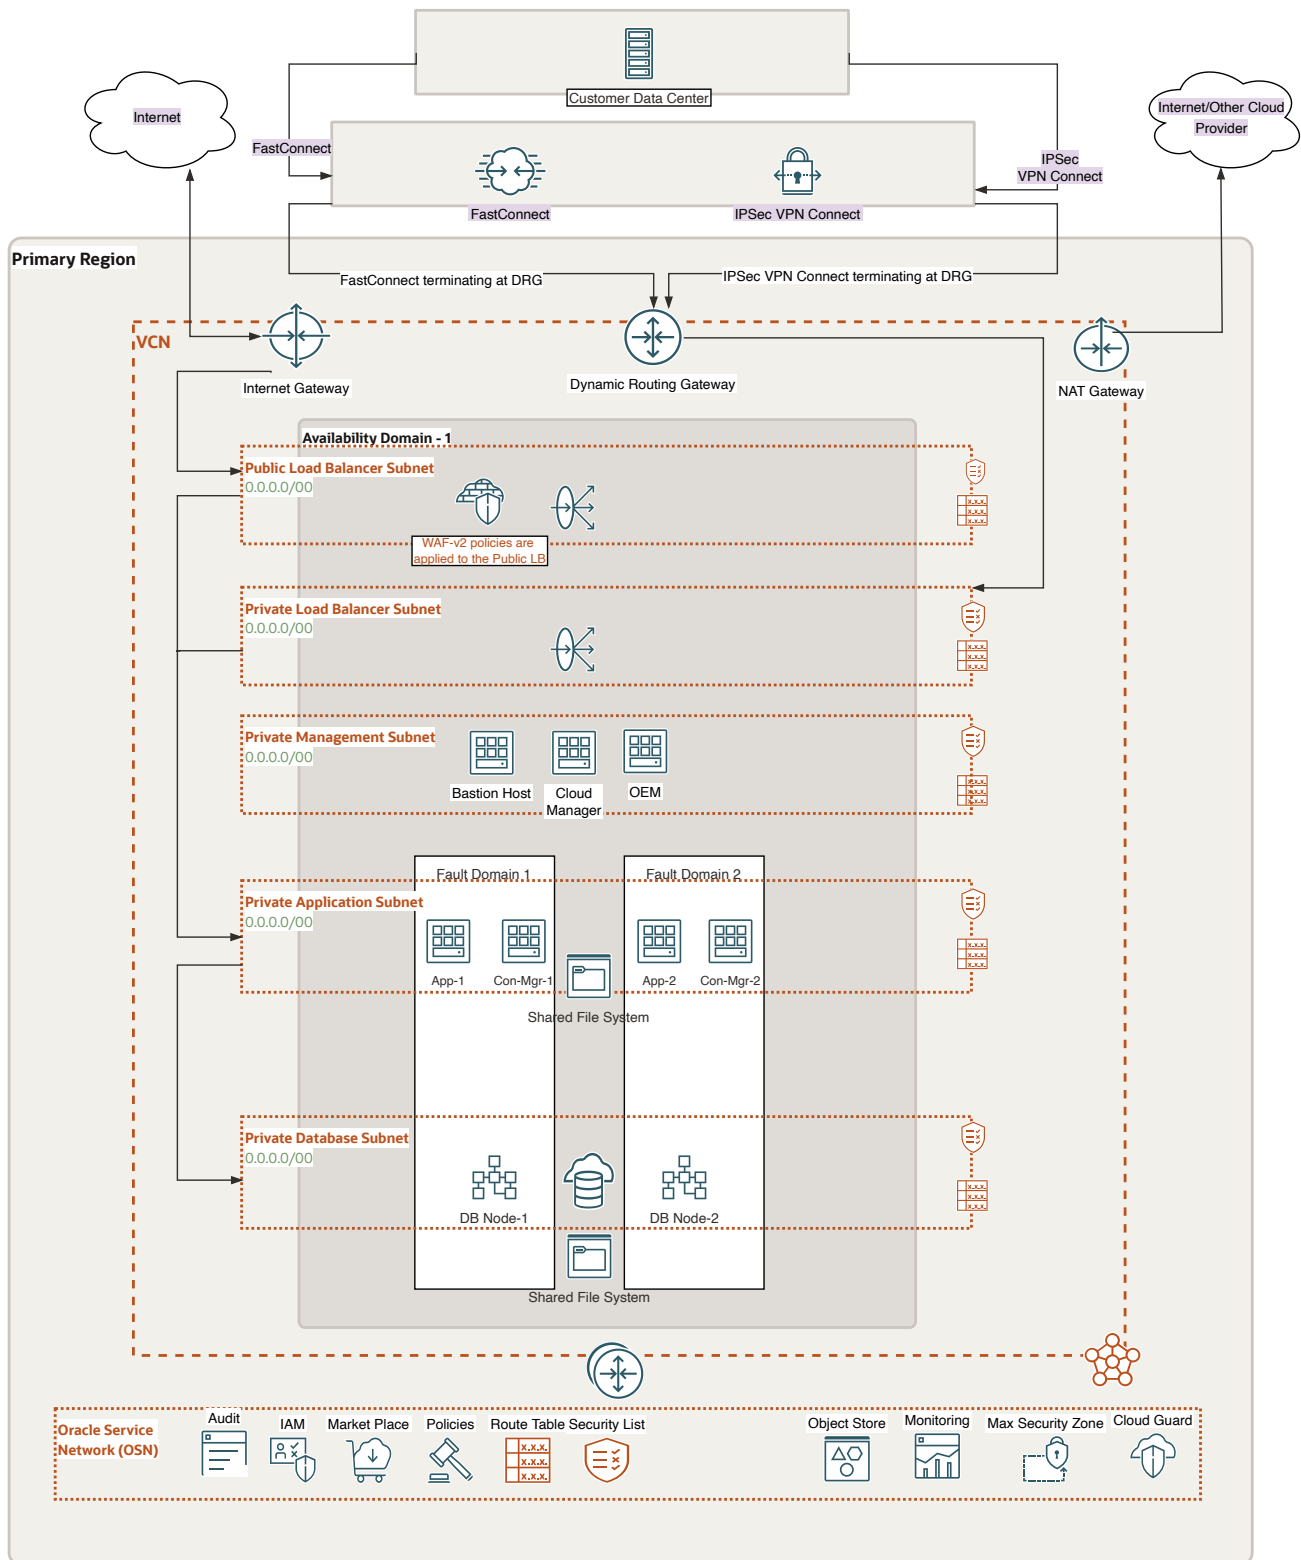 Customer Data Center
Internet
Internet/Other Cloud
Provider
FastConnect
IPSec
VPN Connect
FastConnect
IPSec VPN Connect
Primary Region
FastConnect terminating at DRG
IPSec VPN Connect terminating at DRG
VCN
Internet Gateway
Dynamic Routing Gateway
NAT Gateway
Availability Domain - 1
Public Load Balancer Subnet
0.0.0.0/00
WAF-v2 policies are
applied to the Public LB
Private Load Balancer Subnet
0.0.0.0/00
Private Management Subnet
0.0.0.0/00
Bastion Host
Cloud
Manager
OEM
Fault Domain 1
Fault Domain 2
Private Application Subnet
0.0.0.0/00
App-1
Con-Mgr-1
App-2
Con-Mgr-2
Shared File System
Private Database Subnet
0.0.0.0/00
DB Node-1
DB Node-2
Shared File System
Oracle Service
Network (OSN)
Audit
IAM
Market Place
Policies
Route Table
Security List
Object Store
Monitoring
Max Security Zone
Cloud Guard